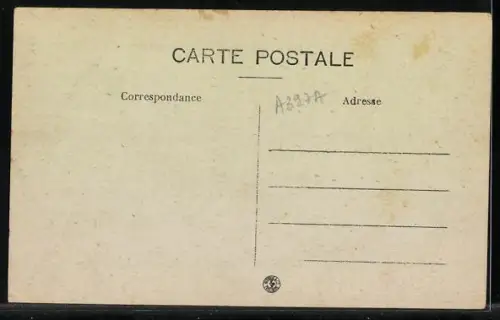 CARTE POSTALE
Correspondance
A397A
Adresse